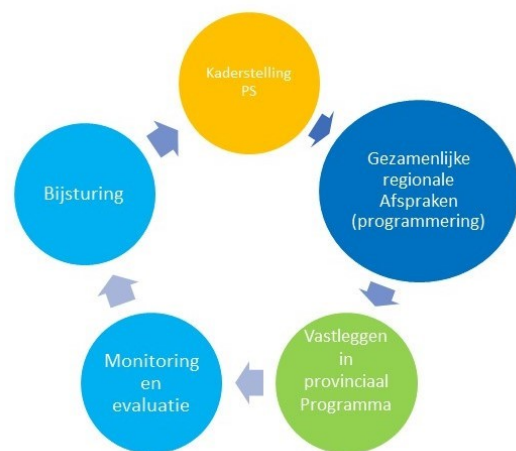 Kaderstelling
PS
Gezamenlijke
regionale
Afspraken
(programmering)
Vastleggen
in
provinciaal
Programma
Monitoring
en
evaluatie
Bijsturing